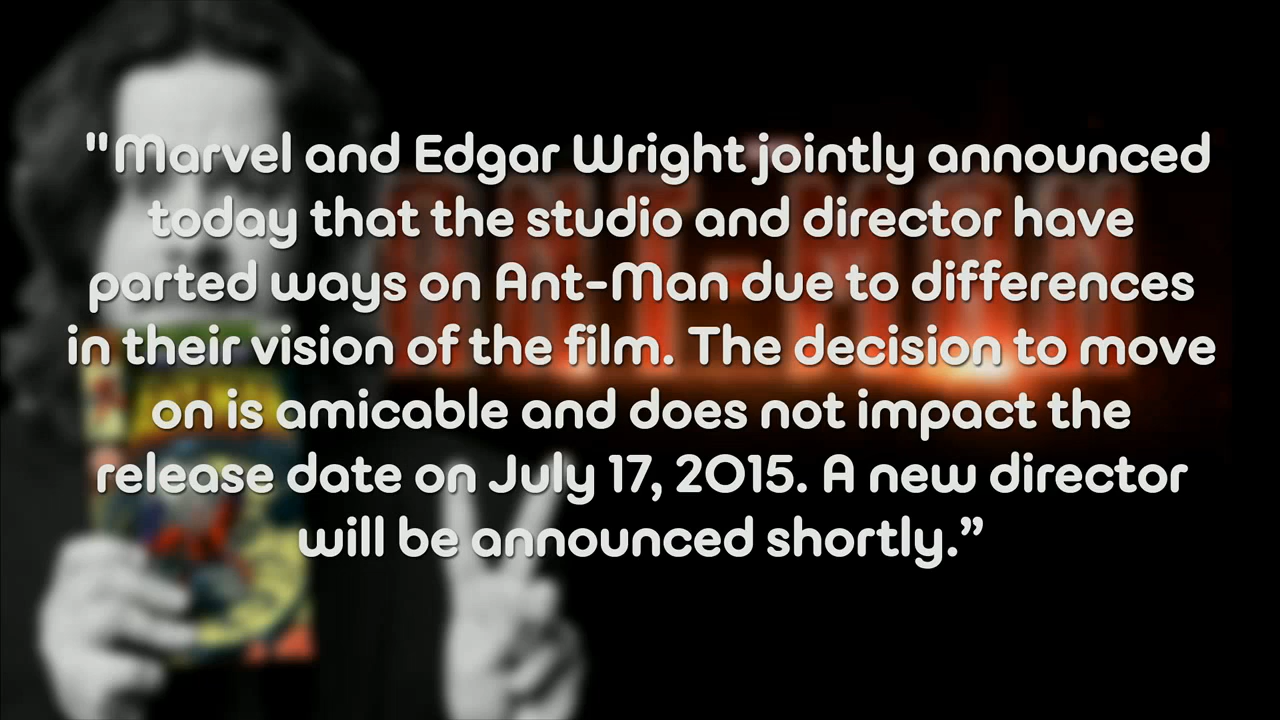 "Marvel and Edgar Wright jointly announced
today that the studio and director have
parted ways on Ant-Man due to differences
in their vision of the film. The decision to move
on is amicable and does not impact the
release date on July 17, 2015. A new director
will be announced shortly.”
ANT-MAN